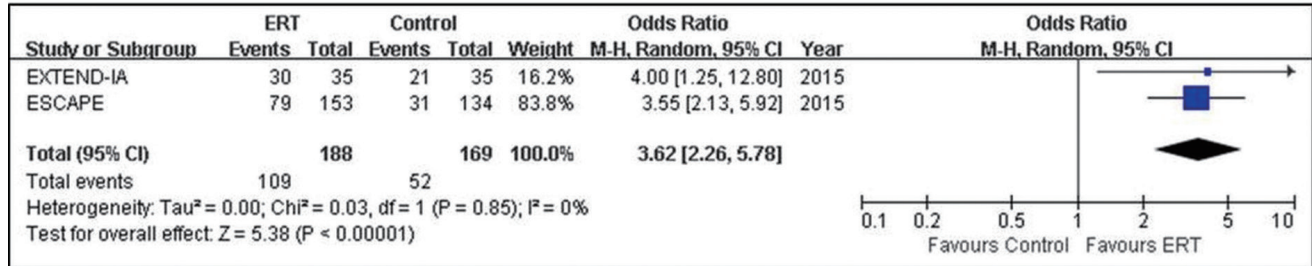 ERT Control Odds Ratio Odds Ratio
Study or Subgroup Events Total Events Total Weight M-H, Random, 95% CI Year M-H, Random, 95% CI
EXTEND-IA 30 35 21 35 16.2% 4.00 [1.25, 12.80] 2015
ESCAPE 79 153 31 134 83.8% 3.55 [2.13, 5.92] 2015
Total (95% CI) 188 169 100.0% 3.62 [2.26, 5.78]
Total events 109 52
Heterogeneity: Tau² = 0.00; Chi² = 0.03, df = 1 (P = 0.85); I² = 0%
Test for overall effect: Z = 5.38 (P < 0.00001)
0.1 0.2 0.5 1 2 5 10
Favours Control Favours ERT